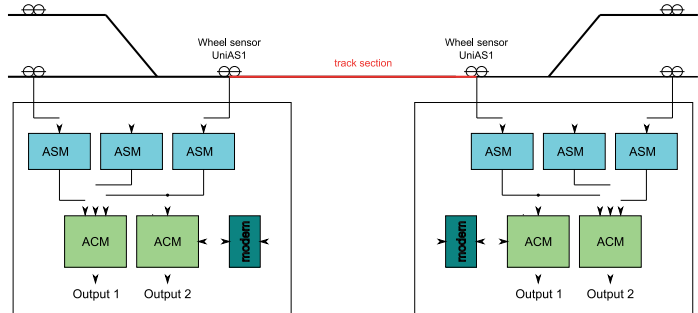 Wheel sensor
UniAS1
track section
Wheel sensor
UniAS1
ASM
ASM
ASM
ASM
ASM
ASM
ACM
ACM
modem
modem
ACM
ACM
Output 1
Output 2
Output 1
Output 2